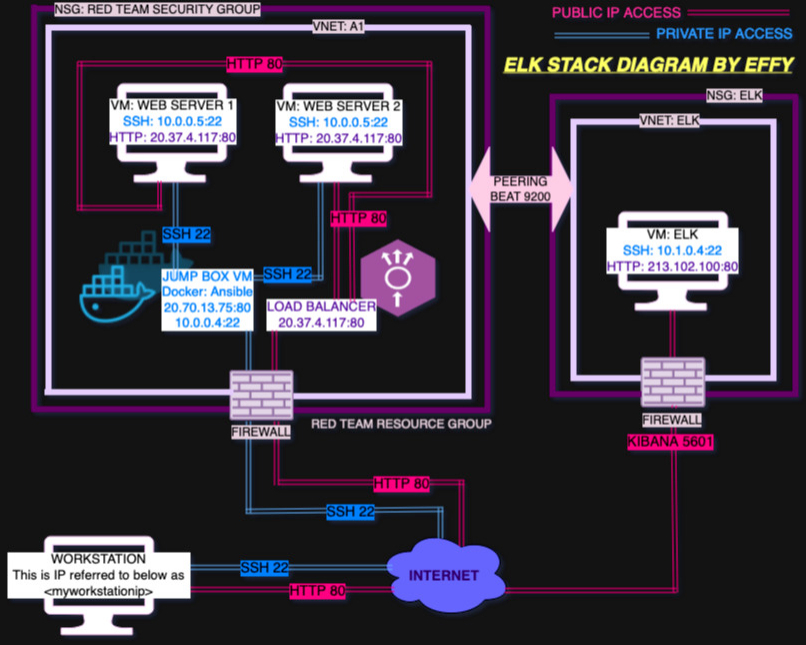 NSG: RED TEAM SECURITY GROUP
PUBLIC IP ACCESS
VNET: A1
PRIVATE IP ACCESS
HTTP 80
ELK STACK DIAGRAM BY EFFY
NSG: ELK
VM: WEB SERVER 1
SSH: 10.0.0.5:22
HTTP: 20.37.4.117:80
VM: WEB SERVER 2
SSH: 10.0.0.5:22
HTTP: 20.37.4.117:80
VNET: ELK
PEERING
BEAT 9200
HTTP 80
SSH 22
VM: ELK
SSH: 10.1.0.4:22
HTTP: 213.102.100:80
JUMP BOX VM
Docker: Ansible
20.70.13.75:80
10.0.0.4:22
SSH 22
LOAD BALANCER
20.37.4.117:80
FIREWALL
RED TEAM RESOURCE GROUP
FIREWALL
KIBANA 5601
HTTP 80
SSH 22
WORKSTATION
This is IP referred to below as
<myworkstationip>
SSH 22
HTTP 80
INTERNET